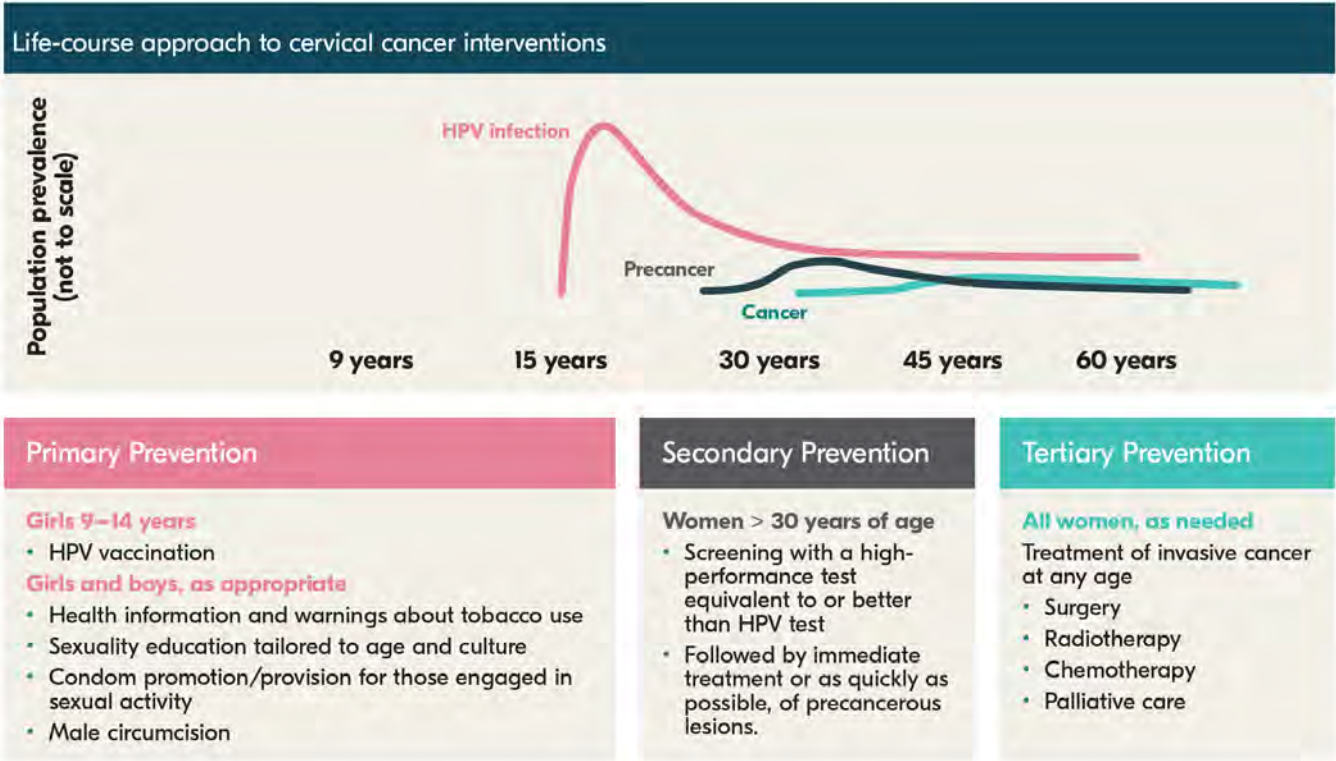 Life-course approach to cervical cancer interventions
Population prevalence
(not to scale)
HPV infection
Precancer
Cancer
9 years
15 years
30 years
45 years
60 years
Primary Prevention
Girls 9–14 years
• HPV vaccination
Girls and boys, as appropriate
• Health information and warnings about tobacco use
• Sexuality education tailored to age and culture
• Condom promotion/provision for those engaged in
sexual activity
• Male circumcision
Secondary Prevention
Women > 30 years of age
• Screening with a high-
performance test
equivalent to or better
than HPV test
• Followed by immediate
treatment or as quickly as
possible, of precancerous
lesions.
Tertiary Prevention
All women, as needed
Treatment of invasive cancer
at any age
• Surgery
• Radiotherapy
• Chemotherapy
• Palliative care